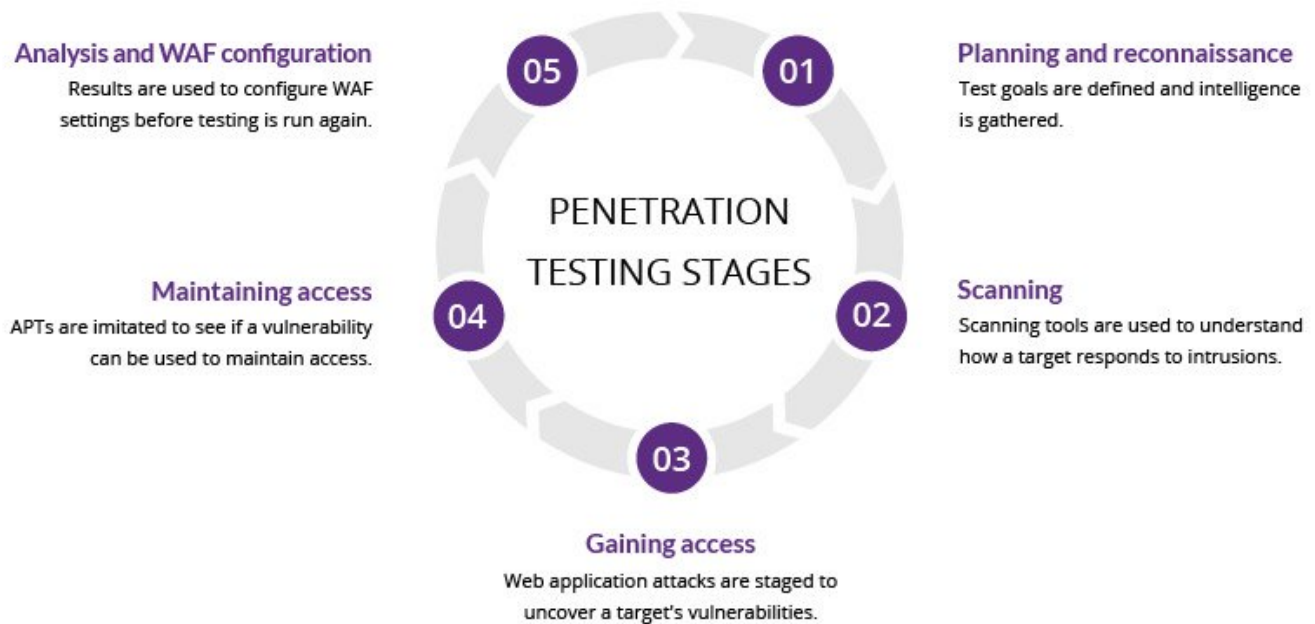 PENETRATION
TESTING STAGES
01
Planning and reconnaissance
Test goals are defined and intelligence
is gathered.
02
Scanning
Scanning tools are used to understand
how a target responds to intrusions.
03
Gaining access
Web application attacks are staged to
uncover a target's vulnerabilities.
04
Maintaining access
APTs are imitated to see if a vulnerability
can be used to maintain access.
05
Analysis and WAF configuration
Results are used to configure WAF
settings before testing is run again.